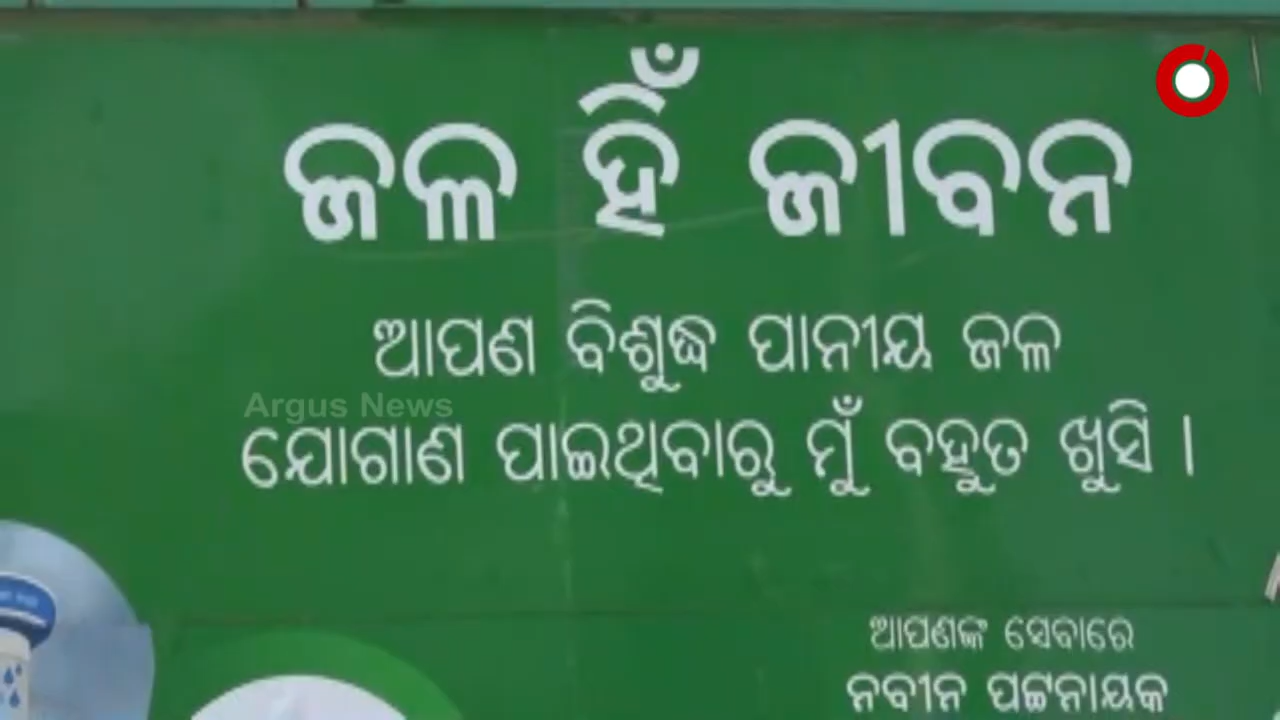 ଜଳ ହିଁ ଜୀବନ
ଆପଣ ବିଶୁଦ୍ଧ ପାନୀୟ ଜଳ
Argus News
ଯୋଗାଣ ପାଇଥିବାରୁ ମୁଁ ବହୁତ ଖୁସି ।
ଆପଣଙ୍କ ସେବାରେ
ନବୀନ ପଟ୍ଟନାୟକ